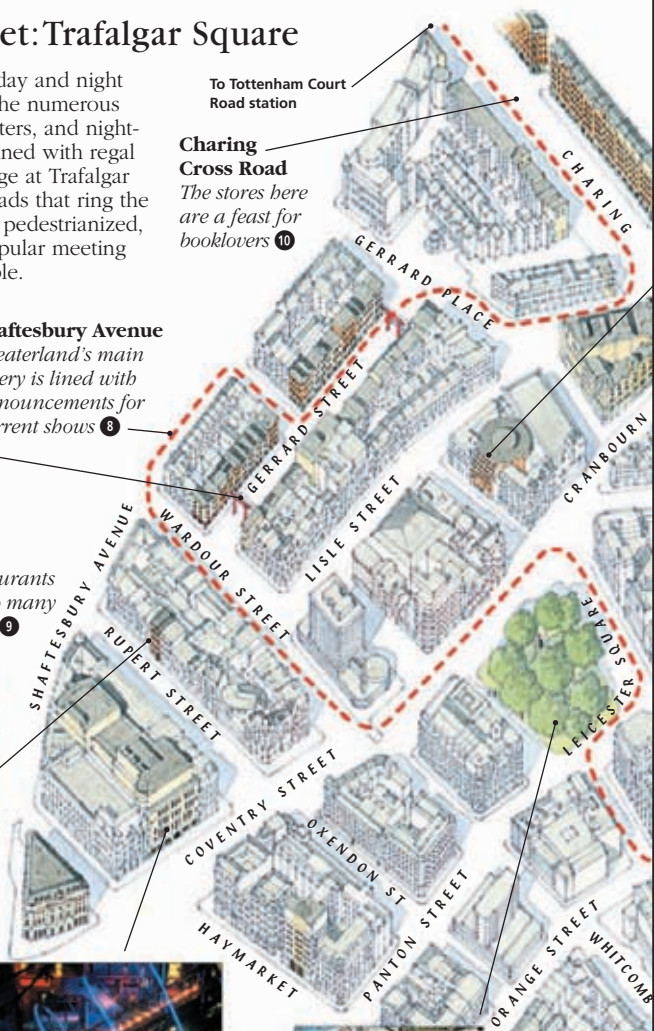 et: Trafalgar Square
day and night
he numerous
ters, and night-
ned with regal
ge at Trafalgar
ads that ring the
pedestrianized,
pular meeting
le.
To Tottenham Court
Road station
Charing
Cross Road
The stores here
are a feast for
booklovers 10
aftesbury Avenue
eaterland's main
ery is lined with
nouncements for
rrent shows 8
urants
o many
9
CHARING
GERRARD PLACE
GERRARD STREET
LISLE STREET
CRANBOURN
WARDOUR STREET
SHAFTESBURY AVENUE
RUPERT STREET
LEICESTER SQUARE
COVENTRY STREET
OXENDON ST
HAYMARKET
PANTON STREET
ORANGE STREET
WHITCOMB